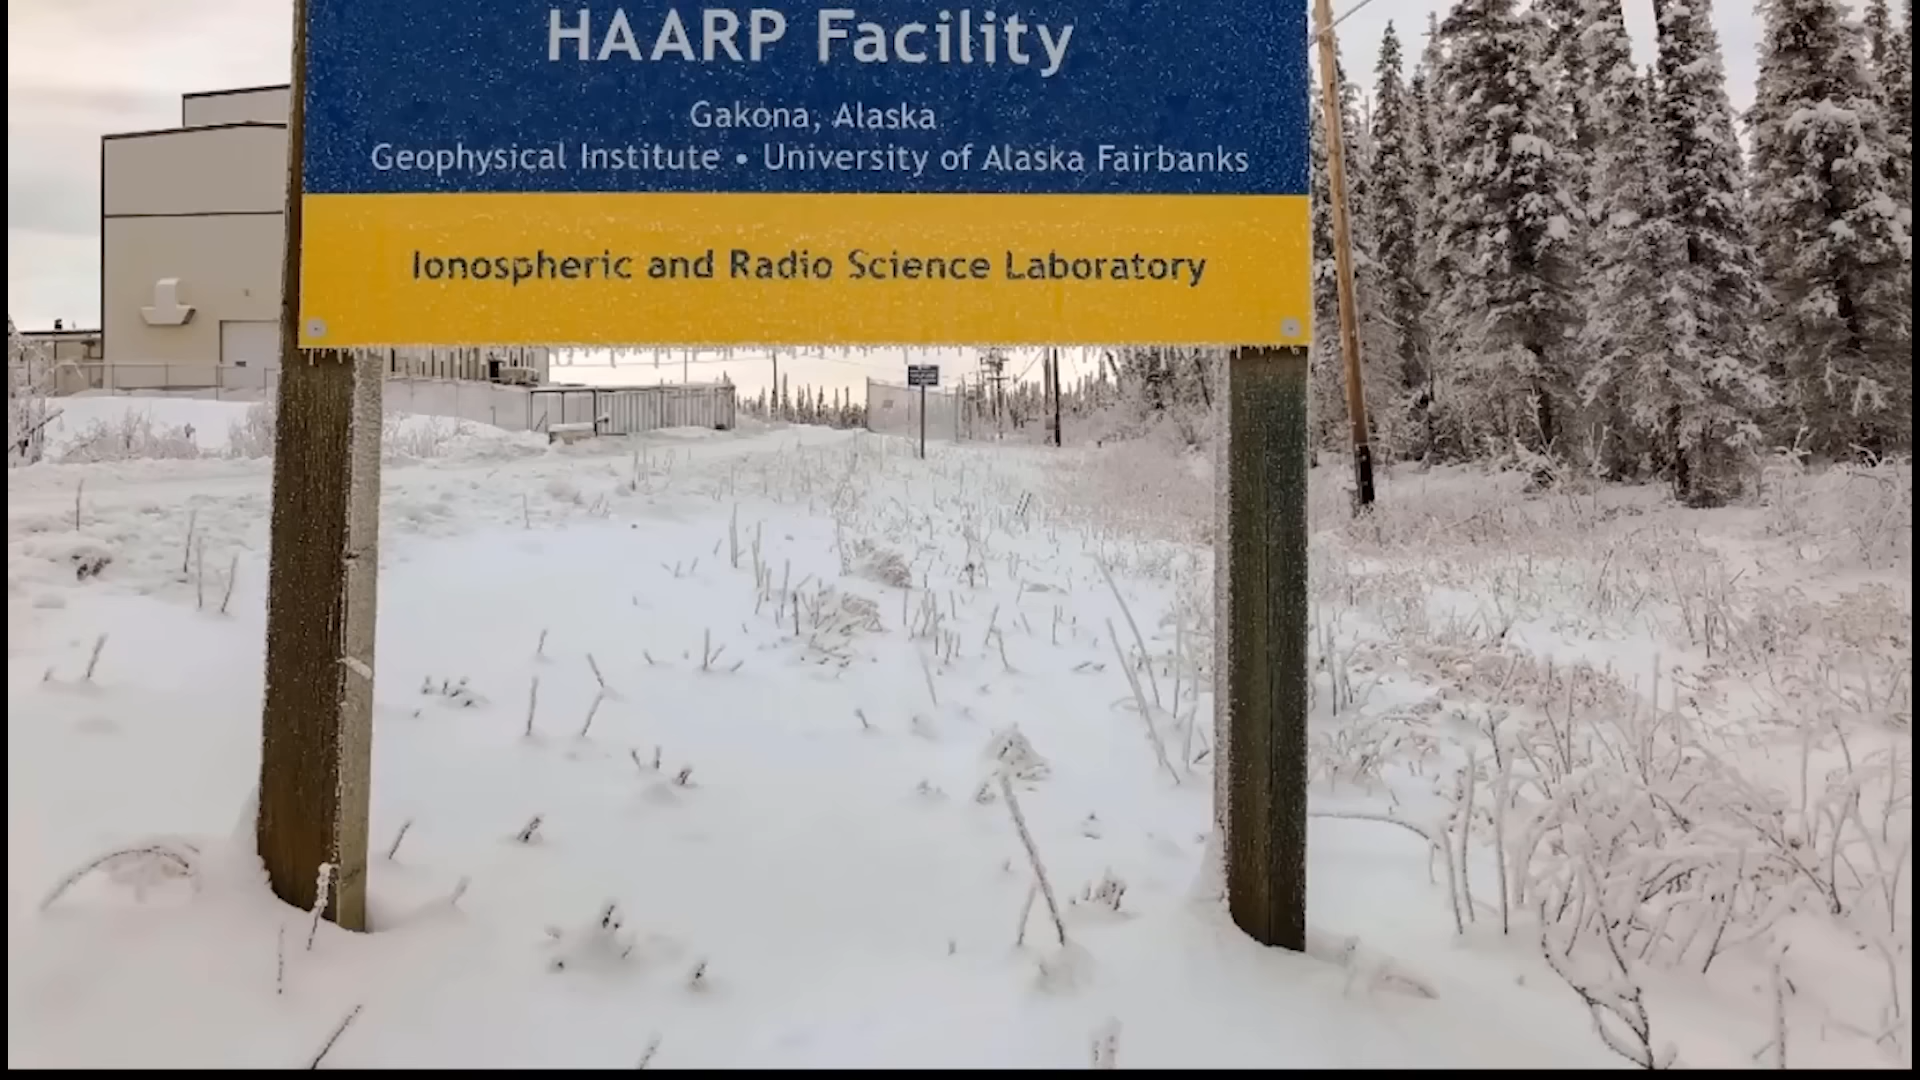 HAARP Facility
Gakona, Alaska
Geophysical Institute • University of Alaska Fairbanks
Ionospheric and Radio Science Laboratory